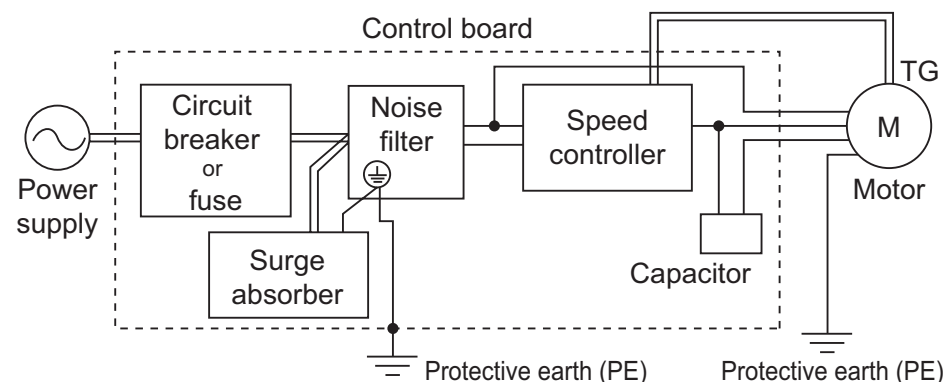 Control board
TG
Circuit
breaker
or
fuse
Noise
filter
Speed
controller
M
Power
supply
Motor
Surge
absorber
Capacitor
Protective earth (PE)
Protective earth (PE)